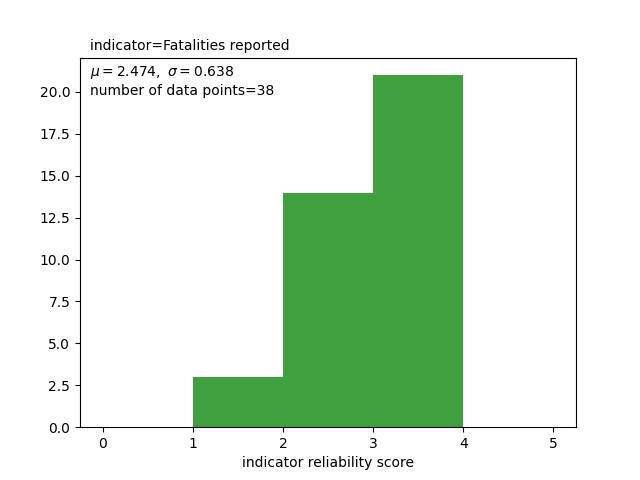 indicator=Fatalities reported
μ = 2.474, σ = 0.638
number of data points=38
20.0
17.5
15.0
12.5
10.0
7.5
5.0
2.5
0.0
0 1 2 3 4 5
indicator reliability score